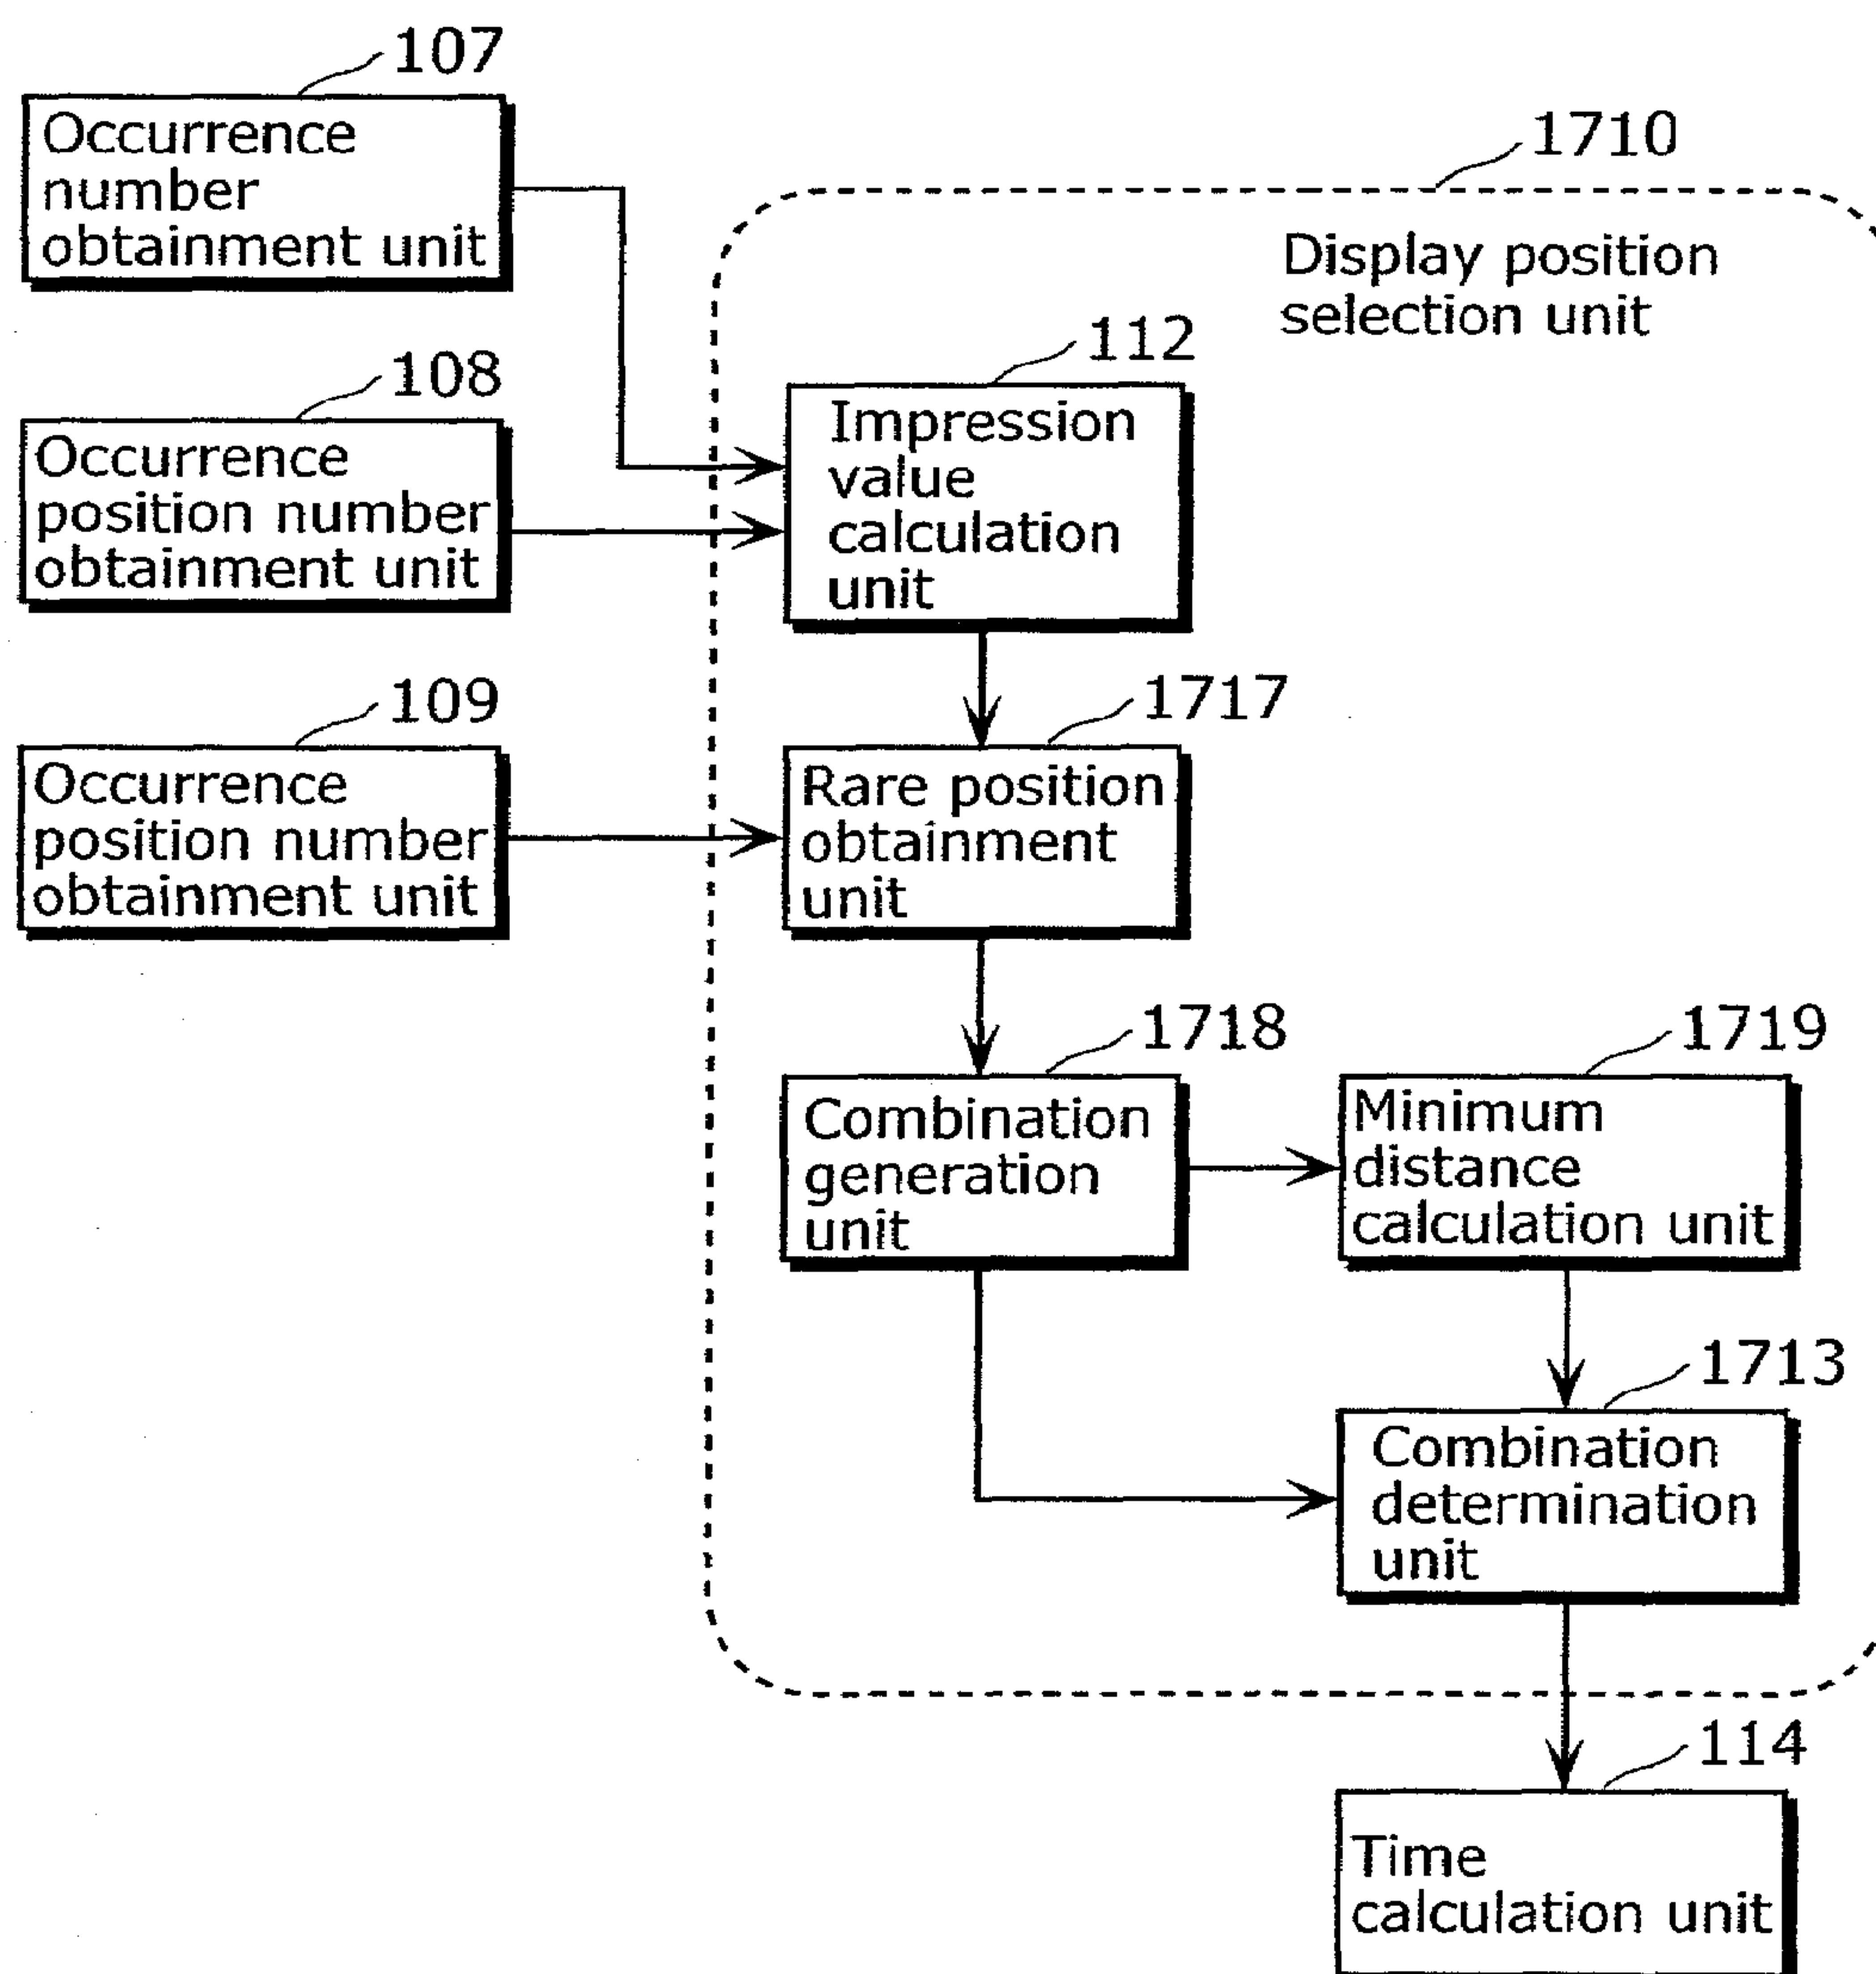 107
Occurrence
number
obtainment unit
1710
Display position
selection unit
108
Occurrence
position number
obtainment unit
112
Impression
value
calculation
unit
109
Occurrence
position number
obtainment unit
1717
Rare position
obtainment
unit
1718
Combination
generation
unit
1719
Minimum
distance
calculation unit
1713
Combination
determination
unit
114
Time
calculation unit